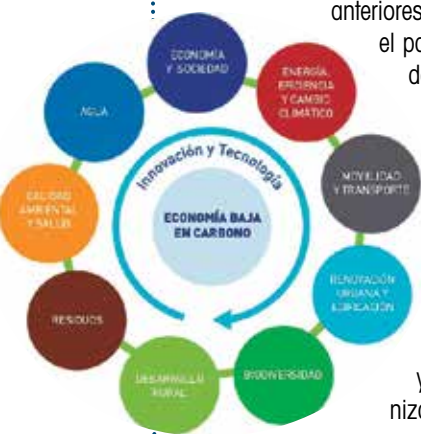 anteriores
el po
d
ECONOMÍA
Y SOCIEDAD
ENERGÍA,
EFICIENCIA
Y CAMBIO
CLIMÁTICO
MOVILIDAD
Y TRANSPORTE
RENOVACIÓN
URBANA Y
EDIFICACIÓN
BIODIVERSIDAD
DESARROLLO
RURAL
RESIDUOS
CALIDAD
AMBIENTAL
Y SALUD
AGUA
Innovación y Tecnología
ECONOMÍA BAJA
EN CARBONO
y
niza